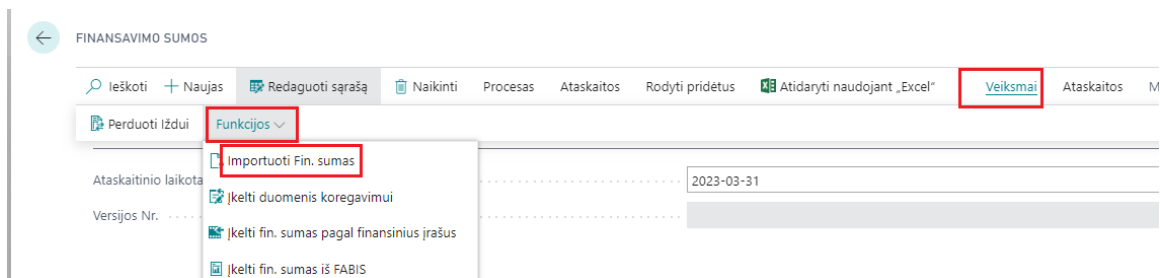 FINANSAVIMO SUMOS
Ieškoti Naujas Redaguoti sąrašą Naikinti Procesas Ataskaitos Rodyti pridėtus Atidaryti naudojant „Excel“ Veiksmai Ataskaitos
Perduoti Iždui Funkcijos
Importuoti Fin. sumas
Ataskaitinio 2023-03-31
Įkelti duomenis koregavimui
Versijos Nr.
Įkelti fin. sumas pagal finansinius įrašus
Įkelti fin. sumas iš FABIS